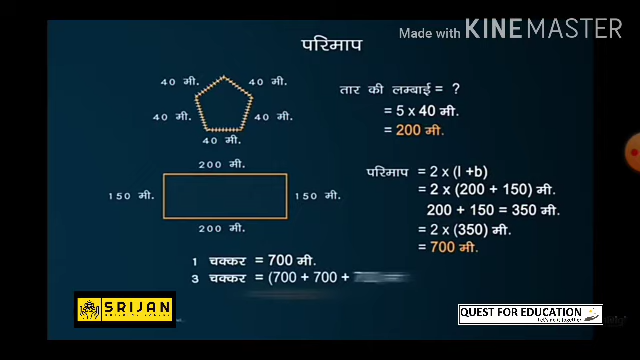 Made with KINEMASTER
परिमाप
40 मी. 40 मी.
40 मी. 40 मी.
40 मी.
तार की लम्बाई = ?
= 5 x 40 मी.
= 200 मी.
200 मी.
150 मी. 150 मी.
200 मी.
परिमाप = 2 x (l +b)
= 2 x (200 + 150) मी.
200 + 150 = 350 मी.
= 2 x (350) मी.
= 700 मी.
1 चक्कर = 700 मी.
3 चक्कर = (700 + 700 +
SRIJAN
QUEST FOR EDUCATION